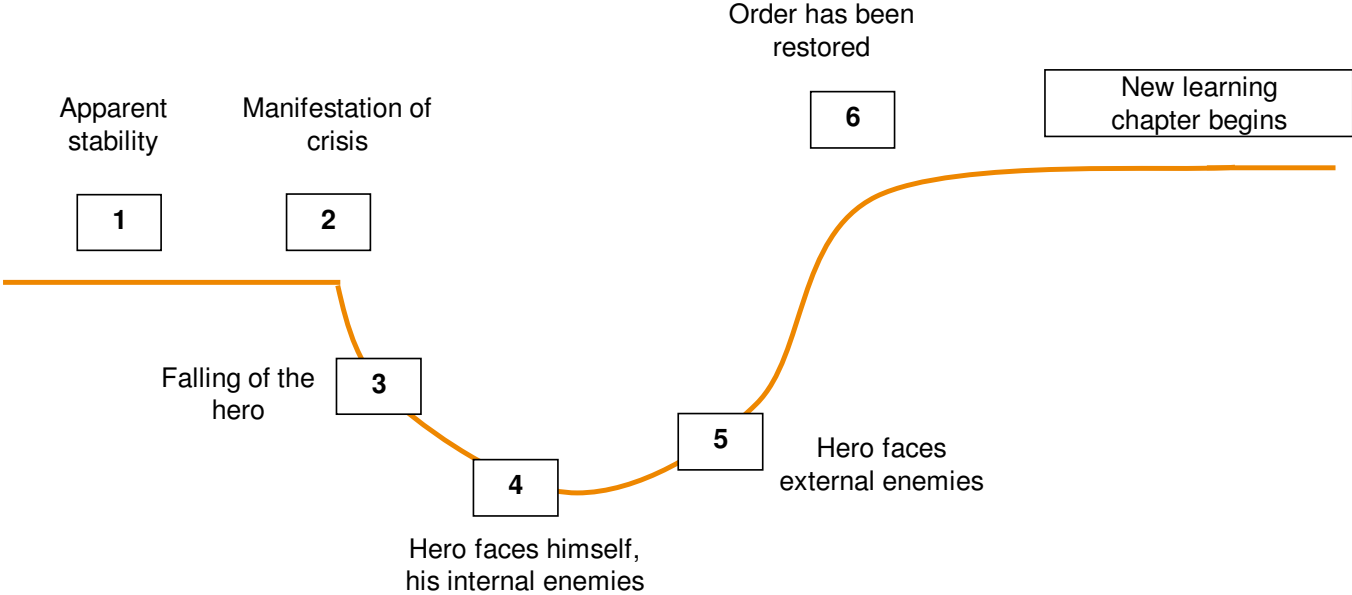 Apparent
stability
1
Manifestation of
crisis
2
Falling of the
hero
3
4
Hero faces himself,
his internal enemies
5
Hero faces
external enemies
Order has been
restored
6
New learning
chapter begins